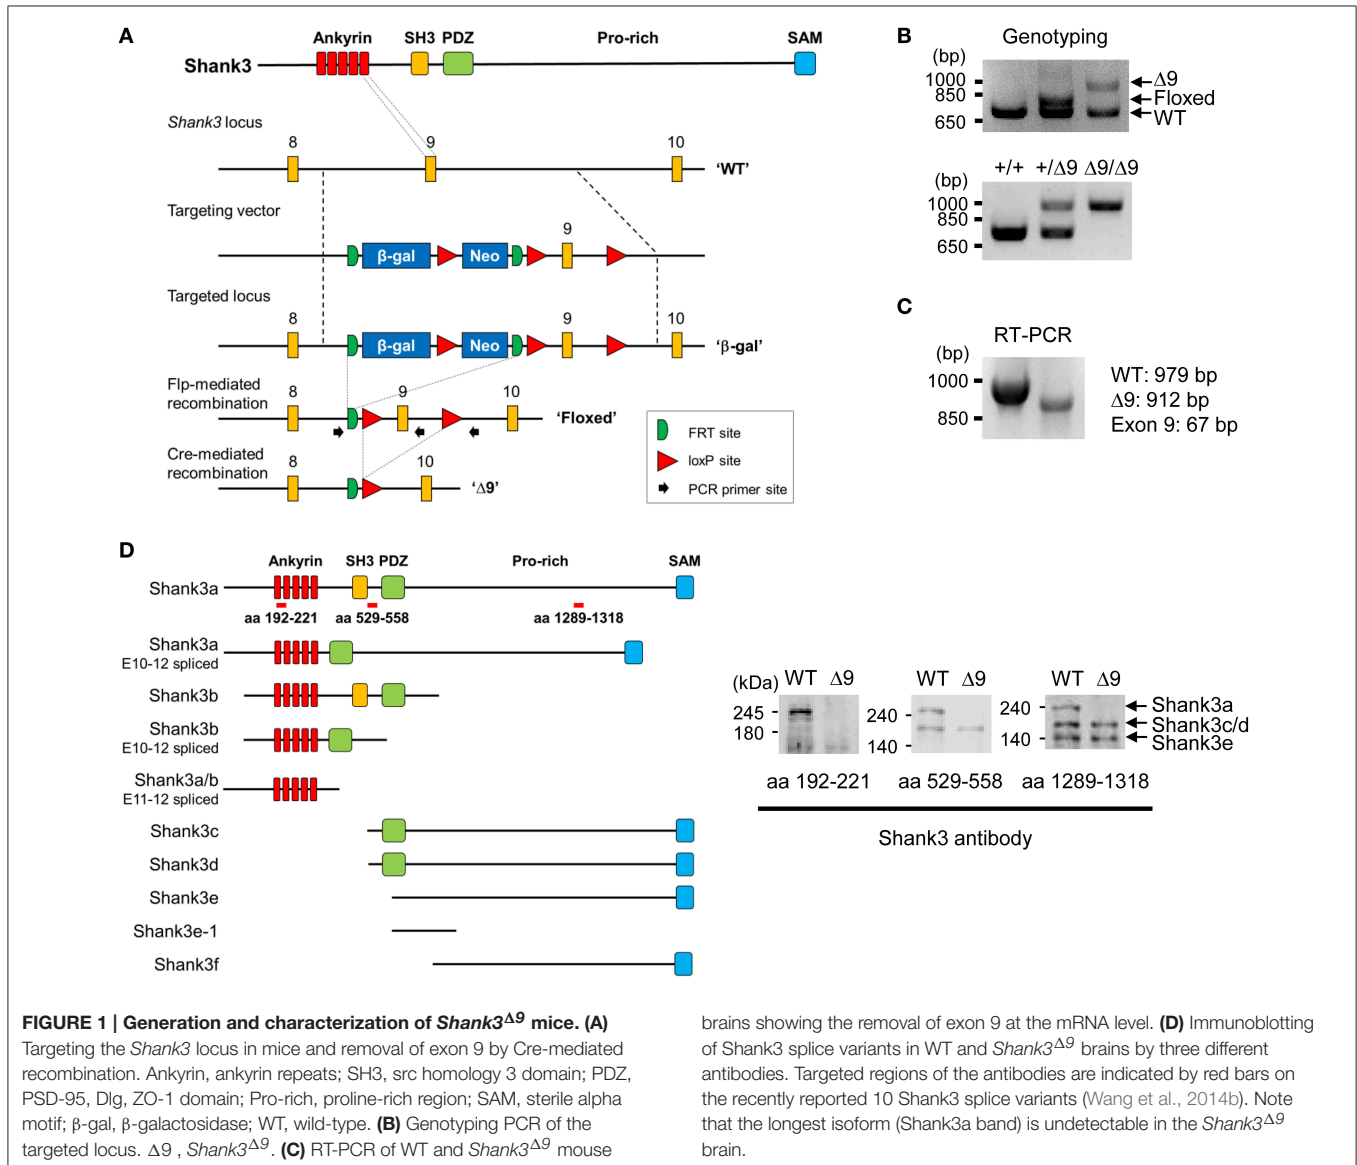 A
Ankyrin SH3 PDZ Pro-rich SAM
Shank3
Shank3 locus
8 9 10
'WT'
Targeting vector
9
β-gal Neo
Targeted locus
8 9 10
β-gal Neo 'β-gal'
Flp-mediated
recombination
8 9 10
'Floxed'
Cre-mediated
recombination
8 10
'Δ9'
FRT site
loxP site
PCR primer site
B
Genotyping
(bp)
1000
850
650
Δ9
Floxed
WT
+/+ +/Δ9 Δ9/Δ9
(bp)
1000
850
650
C
RT-PCR
(bp)
1000
850
WT: 979 bp
Δ9: 912 bp
Exon 9: 67 bp
D
Ankyrin SH3 PDZ Pro-rich SAM
Shank3a
aa 192-221 aa 529-558 aa 1289-1318
Shank3a
E10-12 spliced
Shank3b
Shank3b
E10-12 spliced
Shank3a/b
E11-12 spliced
Shank3c
Shank3d
Shank3e
Shank3e-1
Shank3f
(kDa) WT Δ9 WT Δ9 WT Δ9
245
180
240
140
240
140
Shank3a
Shank3c/d
Shank3e
aa 192-221 aa 529-558 aa 1289-1318
Shank3 antibody
FIGURE 1 | Generation and characterization of Shank3Δ9 mice. (A)
Targeting the Shank3 locus in mice and removal of exon 9 by Cre-mediated
recombination. Ankyrin, ankyrin repeats; SH3, src homology 3 domain; PDZ,
PSD-95, Dlg, ZO-1 domain; Pro-rich, proline-rich region; SAM, sterile alpha
motif; β-gal, β-galactosidase; WT, wild-type. (B) Genotyping PCR of the
targeted locus. Δ9 , Shank3Δ9. (C) RT-PCR of WT and Shank3Δ9 mouse
brains showing the removal of exon 9 at the mRNA level. (D) Immunoblotting
of Shank3 splice variants in WT and Shank3Δ9 brains by three different
antibodies. Targeted regions of the antibodies are indicated by red bars on
the recently reported 10 Shank3 splice variants (Wang et al., 2014b). Note
that the longest isoform (Shank3a band) is undetectable in the Shank3Δ9
brain.